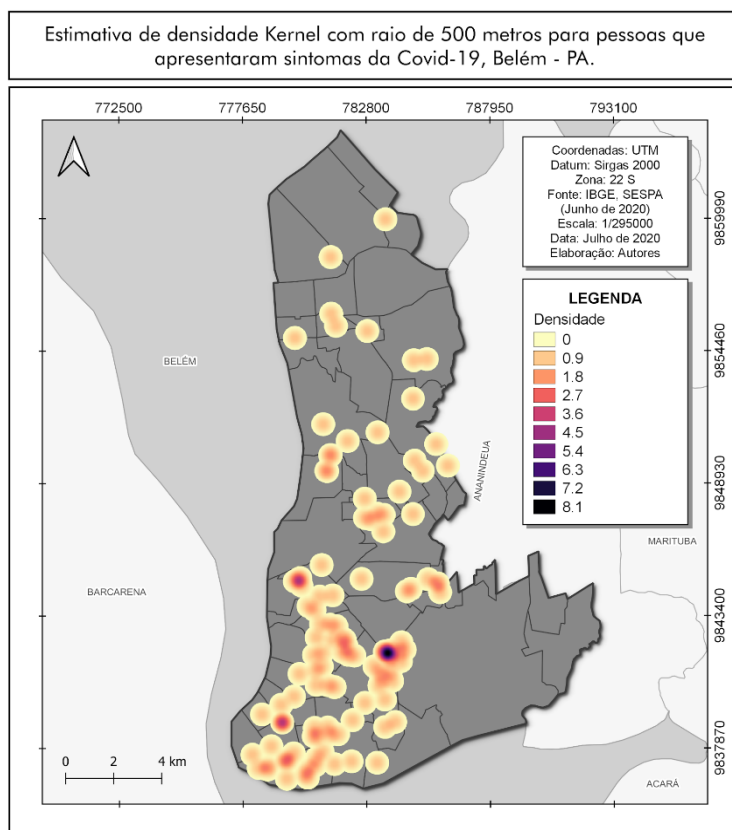 Estimativa de densidade Kernel com raio de 500 metros para pessoas que
apresentaram sintomas da Covid-19, Belém - PA.
772500 777650 782800 787950 793100
Coordenadas: UTM
Datum: Sirgas 2000
Zona: 22 S
Fonte: IBGE, SESPA
(Junho de 2020)
Escala: 1/295000
Data: Julho de 2020
Elaboração: Autores
9859990
LEGENDA
Densidade
0
0.9
1.8
2.7
3.6
4.5
5.4
6.3
7.2
8.1
9854460
BELÉM
ANANINDEUA
9848930
MARITUBA
BARCARENA
9843400
9837870
0 2 4 km
ACARÁ